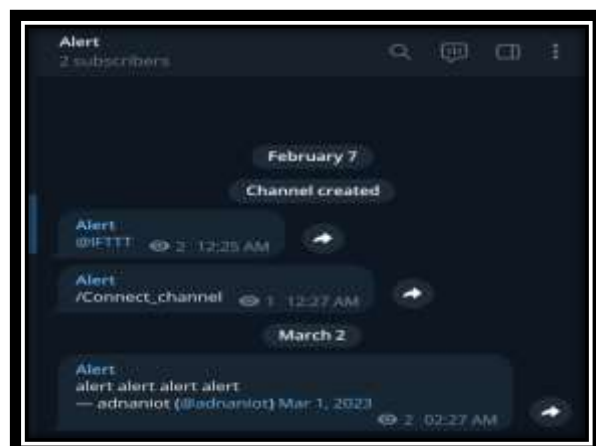 Alert
2 subscribers
February 7
Channel created
Alert
@IFTTT 2 12:25 AM
Alert
/Connect_channel 1 12:27 AM
March 2
Alert
alert alert alert alert
— adnaniot (@adnaniot) Mar 1, 2023
2 02:27 AM